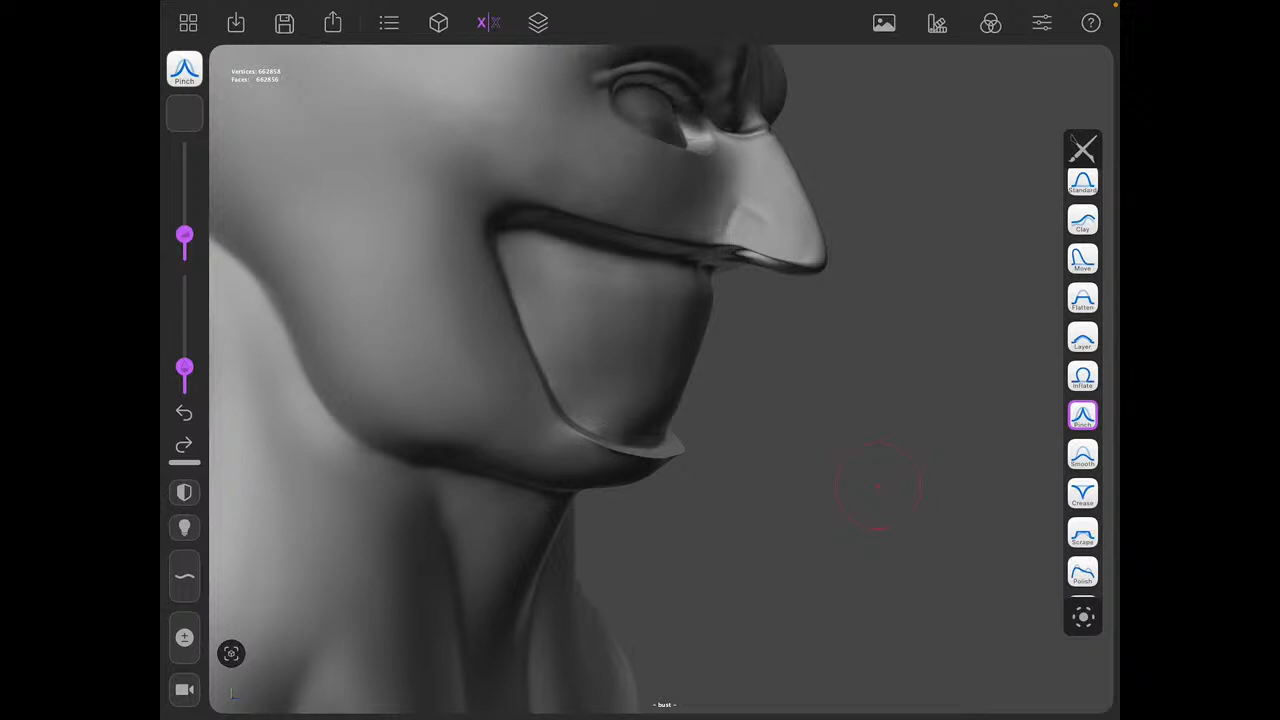 X|X
?
Pinch
Vertices: 662858
Faces: 662856
Standard
Clay
Move
Flatten
Layer
Inflate
Pinch
Smooth
Crease
Scrape
Polish
- bust -